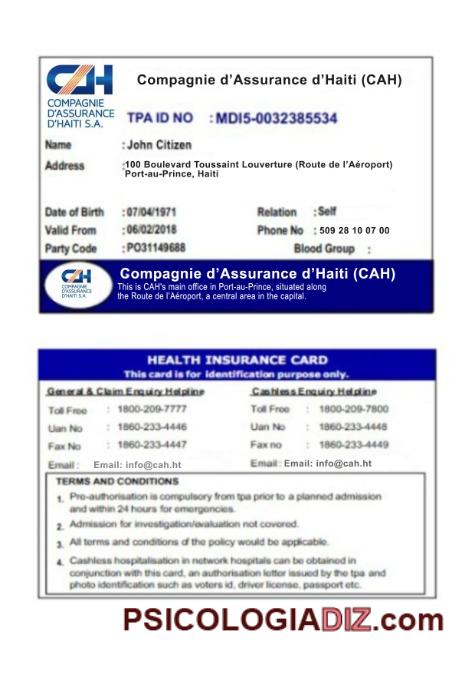 CAH
COMPAGNIE
D'ASSURANCE
D'HAITI S.A.
Compagnie d'Assurance d'Haiti (CAH)
TPA ID NO : MDI5-0032385534
Name : John Citizen
Address : 100 Boulevard Toussaint Louverture (Route de l'Aéroport)
Port-au-Prince, Haiti
Date of Birth : 07/04/1971 Relation : Self
Valid From : 06/02/2018 Phone No : 509 28 10 07 00
Party Code : PO31149688 Blood Group :
CAH
COMPAGNIE
D'ASSURANCE
D'HAITI S.A.
Compagnie d'Assurance d'Haiti (CAH)
This is CAH's main office in Port-au-Prince, situated along
the Route de l'Aéroport, a central area in the capital.
HEALTH INSURANCE CARD
This card is for identification purpose only.
General & Claim Enquiry Helpline Cashless Enquiry Helpline
Toll Free : 1800-209-7777 Toll Free : 1800-209-7800
Uan No : 1860-233-4446 Uan No : 1860-233-4448
Fax No : 1860-233-4447 Fax no : 1860-233-4449
Email : Email: info@cah.ht Email : Email: info@cah.ht
TERMS AND CONDITIONS
1. Pre-authorisation is compulsory from tpa prior to a planned admission
and within 24 hours for emergencies.
2. Admission for investigation/evaluation not covered.
3. All terms and conditions of the policy would be applicable.
4. Cashless hospitalisation in network hospitals can be obtained in
conjunction with this card, an authorisation letter issued by the tpa and
photo identification such as voters id, driver license, passport etc.
PSICOLOGIADIZ.com